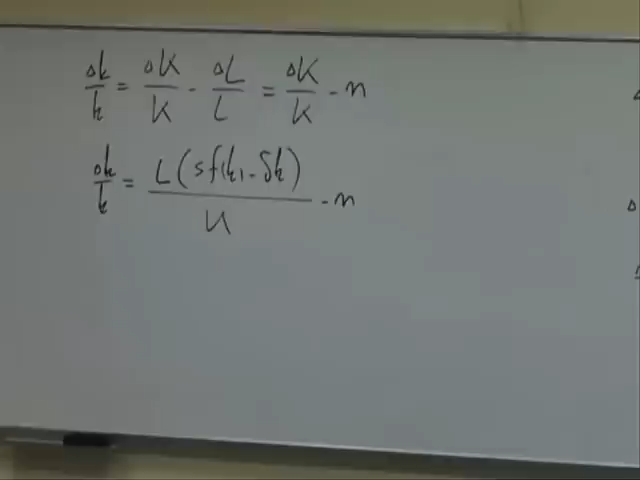 Δk/k = ΔK/K - ΔL/L = ΔK/K - n
Δk/k = L(sf(k) - δk)/K - n